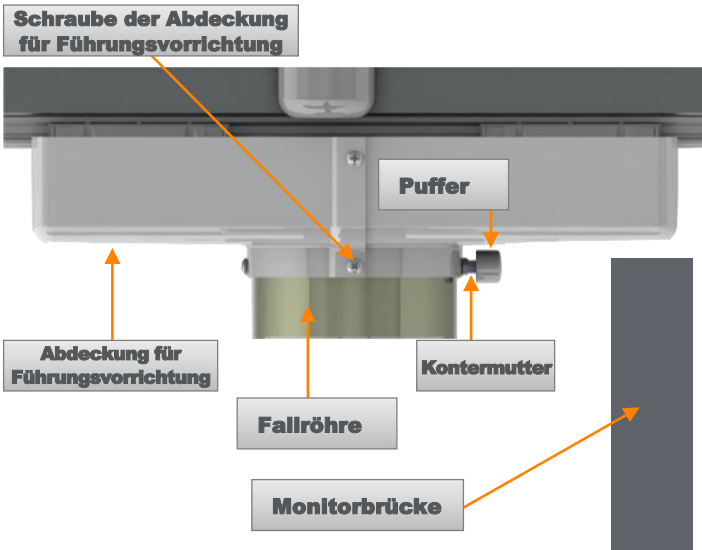 Schraube der Abdeckung
für Führungsvorrichtung
Puffer
Abdeckung für
Führungsvorrichtung
Kontermutter
Fallröhre
Monitorbrücke